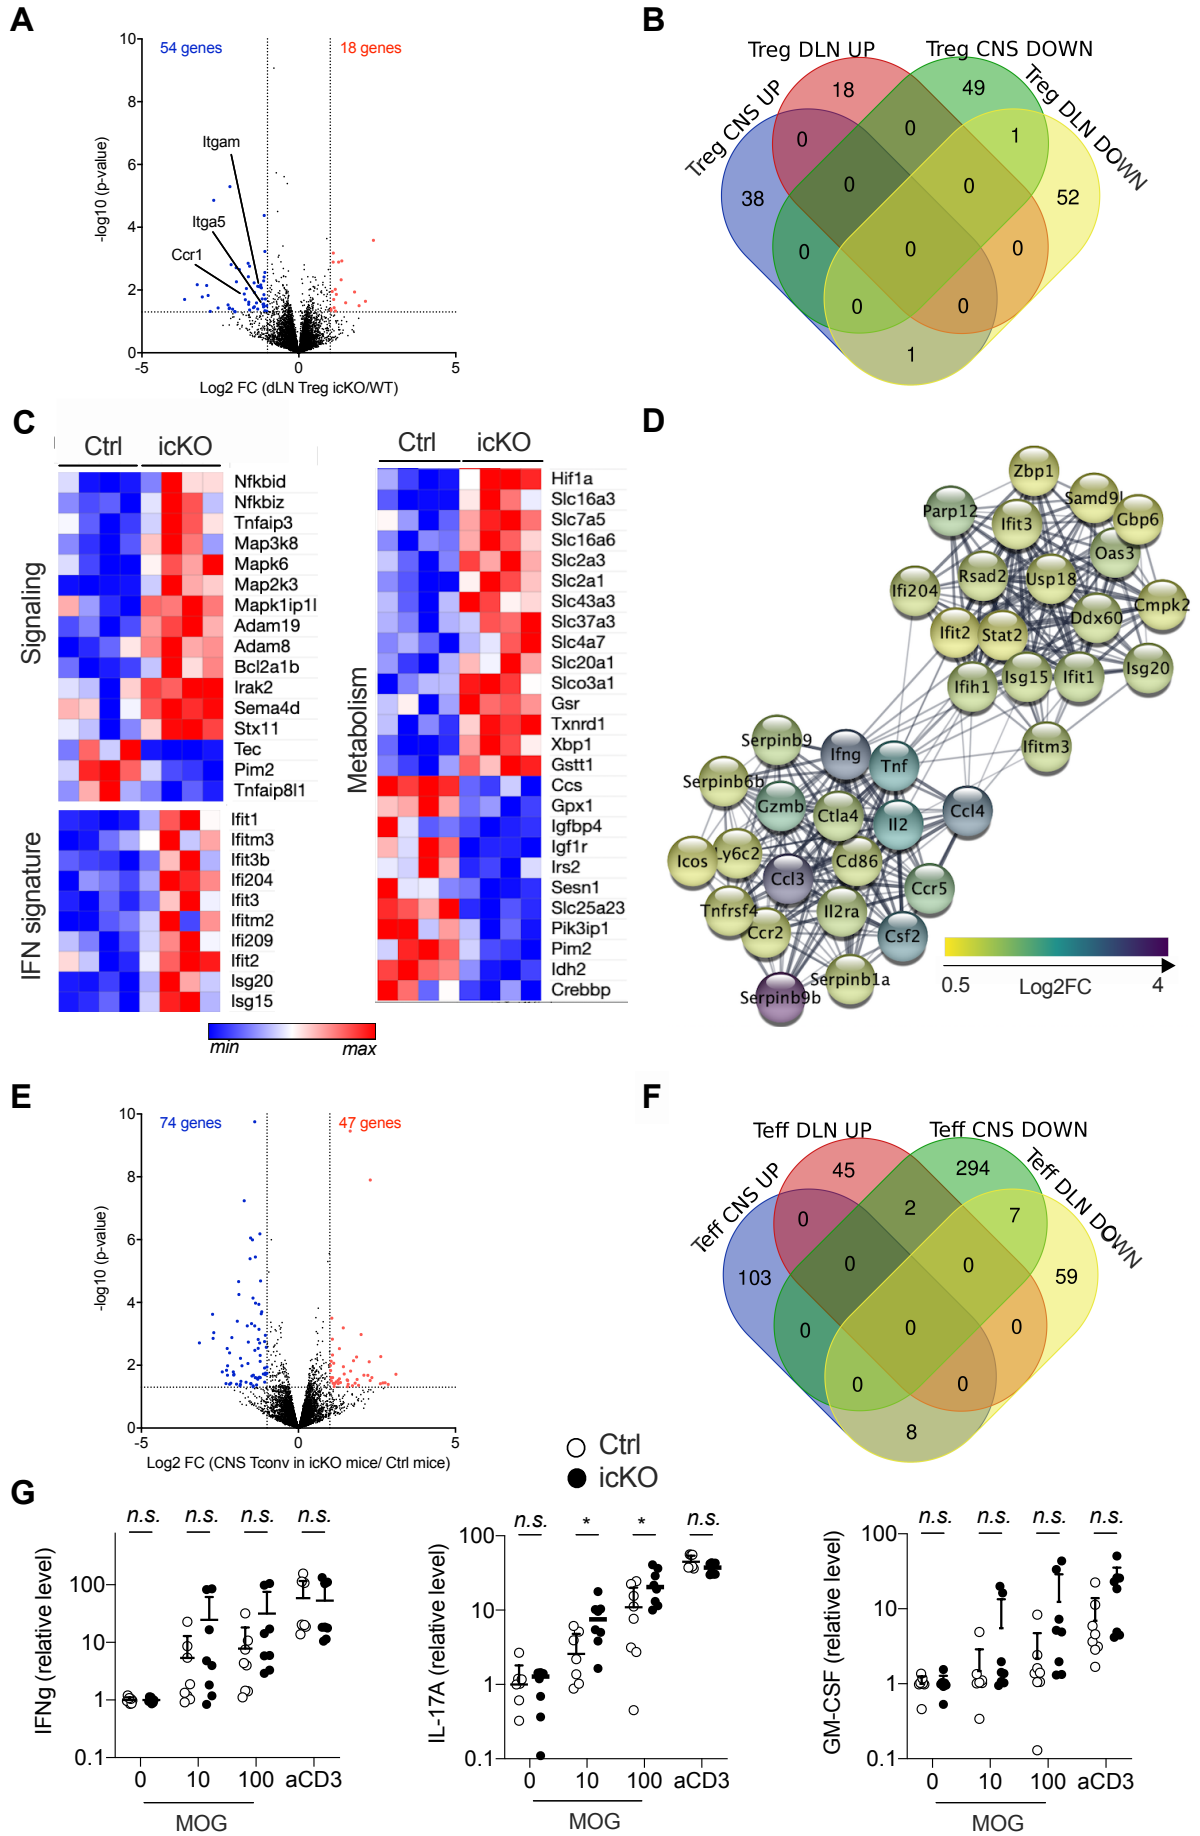 A
54 genes
18 genes
Itgam
Itga5
Ccr1
-log10 (p-value)
10
8
6
4
2
0
-5
0
5
Log2 FC (dLN Treg icKO/WT)
B
Treg DLN UP
Treg CNS DOWN
Treg CNS UP
Treg DLN DOWN
18
49
0
0
1
38
0
0
52
0
0
0
0
0
1
C
Ctrl
icKO
Signaling
Nfkbid
Nfkbiz
Tnfaip3
Map3k8
Mapk6
Map2k3
Mapk1ip1l
Adam19
Adam8
Bcl2a1b
Irak2
Sema4d
Stx11
Tec
Pim2
Tnfaip8l1
IFN signature
Ifit1
Ifitm3
Ifit3b
Ifi204
Ifit3
Ifitm2
Ifi209
Ifit2
Isg20
Isg15
min
max
Ctrl
icKO
Metabolism
Hif1a
Slc16a3
Slc7a5
Slc16a6
Slc2a3
Slc2a1
Slc43a3
Slc37a3
Slc4a7
Slc20a1
Slco3a1
Gsr
Txnrd1
Xbp1
Gstt1
Ccs
Gpx1
Igfbp4
Igf1r
Irs2
Sesn1
Slc25a23
Pik3ip1
Pim2
Idh2
Crebbp
D
Zbp1
Samd9l
Parp12
Ifit3
Gbp6
Oas3
Rsad2
Usp18
Ifi204
Cmpk2
Ddx60
Ifit2
Stat2
Ifih1
Isg15
Ifit1
Isg20
Ifitm3
Serpinb9
Ifng
Tnf
Serpinb6b
Gzmb
Ctla4
Il2
Ccl4
Icos
Ly6c2
Cd86
Ccl3
Ccr5
Tnfrsf4
Il2ra
Ccr2
Csf2
Serpinb1a
Serpinb9b
0.5
Log2FC
4
E
74 genes
47 genes
-log10 (p-value)
10
8
6
4
2
0
-5
0
5
Log2 FC (CNS Tconv in icKO mice/ Ctrl mice)
F
Teff DLN UP
Teff CNS DOWN
Teff CNS UP
Teff DLN DOWN
45
294
0
2
7
103
0
0
59
0
0
0
0
0
8
Ctrl
icKO
G
n.s.
n.s.
n.s.
n.s.
IFNg (relative level)
100
10
1
0.1
0
10
100
aCD3
MOG
n.s.
*
*
n.s.
IL-17A (relative level)
100
10
1
0.1
0
10
100
aCD3
MOG
n.s.
n.s.
n.s.
n.s.
GM-CSF (relative level)
100
10
1
0.1
0
10
100
aCD3
MOG